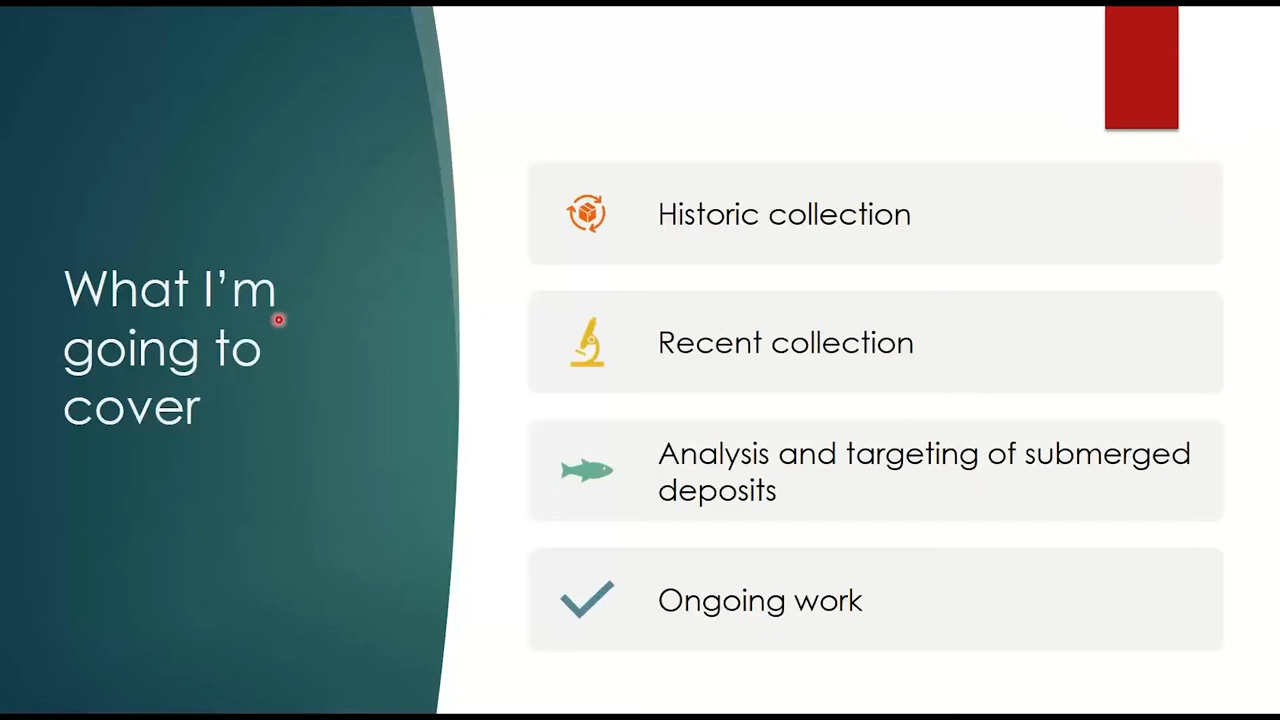 What I'm
going to
cover
Historic collection
Recent collection
Analysis and targeting of submerged
deposits
Ongoing work